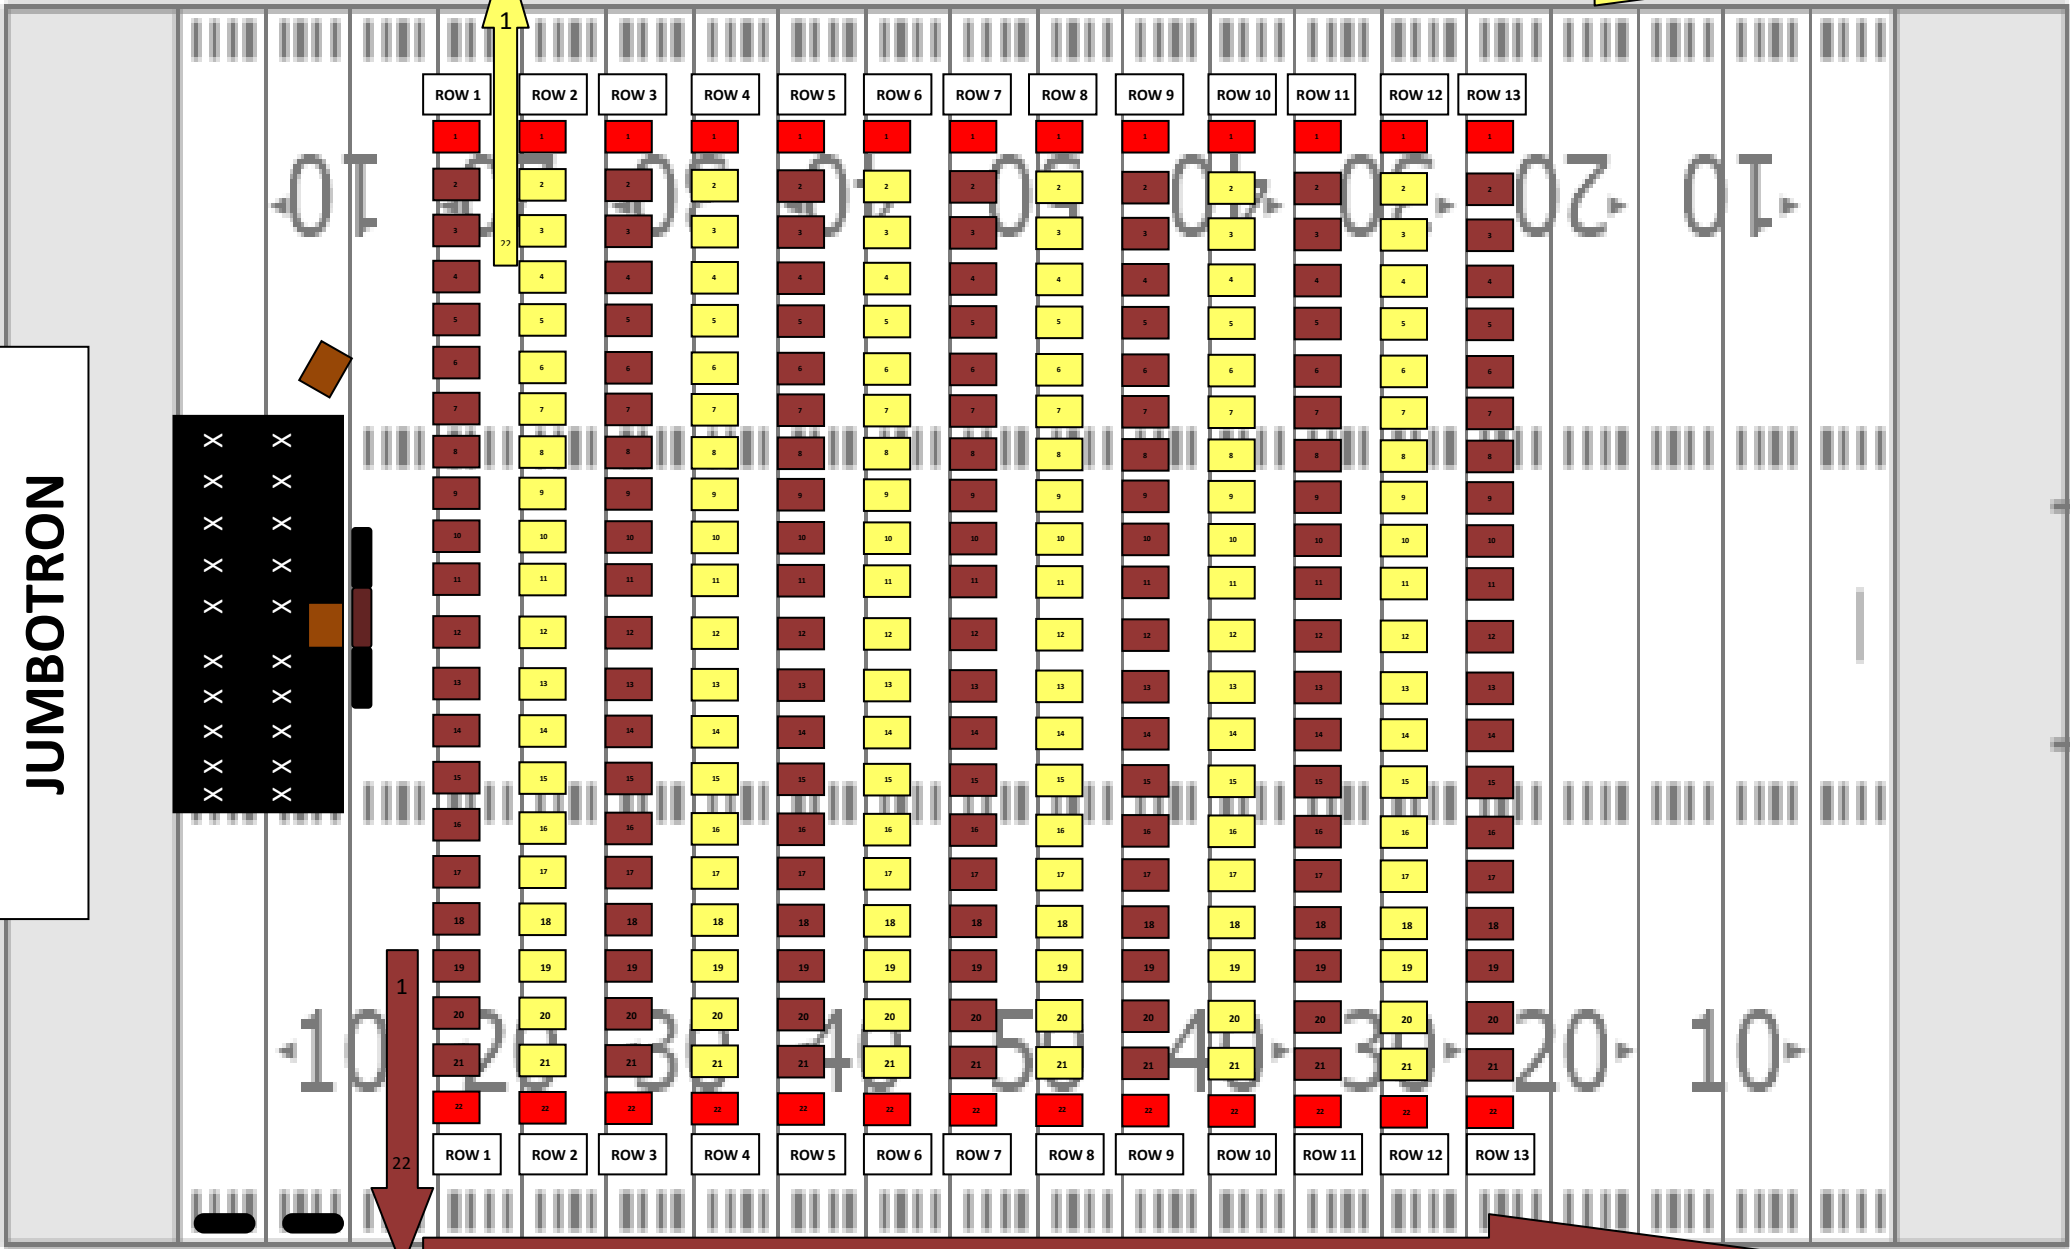 1
ROW 1 ROW 2 ROW 3 ROW 4 ROW 5 ROW 6 ROW 7 ROW 8 ROW 9 ROW 10 ROW 11 ROW 12 ROW 13
1 1 1 1 1 1 1 1 1 1 1 1 1
2 2 2 2 2 2 2 2 2 2 2 2 2
10 20 30 40 50 40 30 20 10
3 3 3 3 3 3 3 3 3 3 3 3 3
22
4 4 4 4 4 4 4 4 4 4 4 4 4
5 5 5 5 5 5 5 5 5 5 5 5 5
6 6 6 6 6 6 6 6 6 6 6 6 6
7 7 7 7 7 7 7 7 7 7 7 7 7
X X
8 8 8 8 8 8 8 8 8 8 8 8 8
X X
9 9 9 9 9 9 9 9 9 9 9 9 9
X X
10 10 10 10 10 10 10 10 10 10 10 10 10
X X
11 11 11 11 11 11 11 11 11 11 11 11 11
X X
JUMBOTRON
12 12 12 12 12 12 12 12 12 12 12 12 12
X X
13 13 13 13 13 13 13 13 13 13 13 13 13
X X
14 14 14 14 14 14 14 14 14 14 14 14 14
X X
X X
15 15 15 15 15 15 15 15 15 15 15 15 15
X X
16 16 16 16 16 16 16 16 16 16 16 16 16
17 17 17 17 17 17 17 17 17 17 17 17 17
18 18 18 18 18 18 18 18 18 18 18 18 18
19 19 19 19 19 19 19 19 19 19 19 19 19
1
20 20 20 20 20 20 20 20 20 20 20 20 20
10 20 30 40 50 40 30 20 10
21 21 21 21 21 21 21 21 21 21 21 21 21
22 22 22 22 22 22 22 22 22 22 22 22 22
ROW 1 ROW 2 ROW 3 ROW 4 ROW 5 ROW 6 ROW 7 ROW 8 ROW 9 ROW 10 ROW 11 ROW 12 ROW 13
22